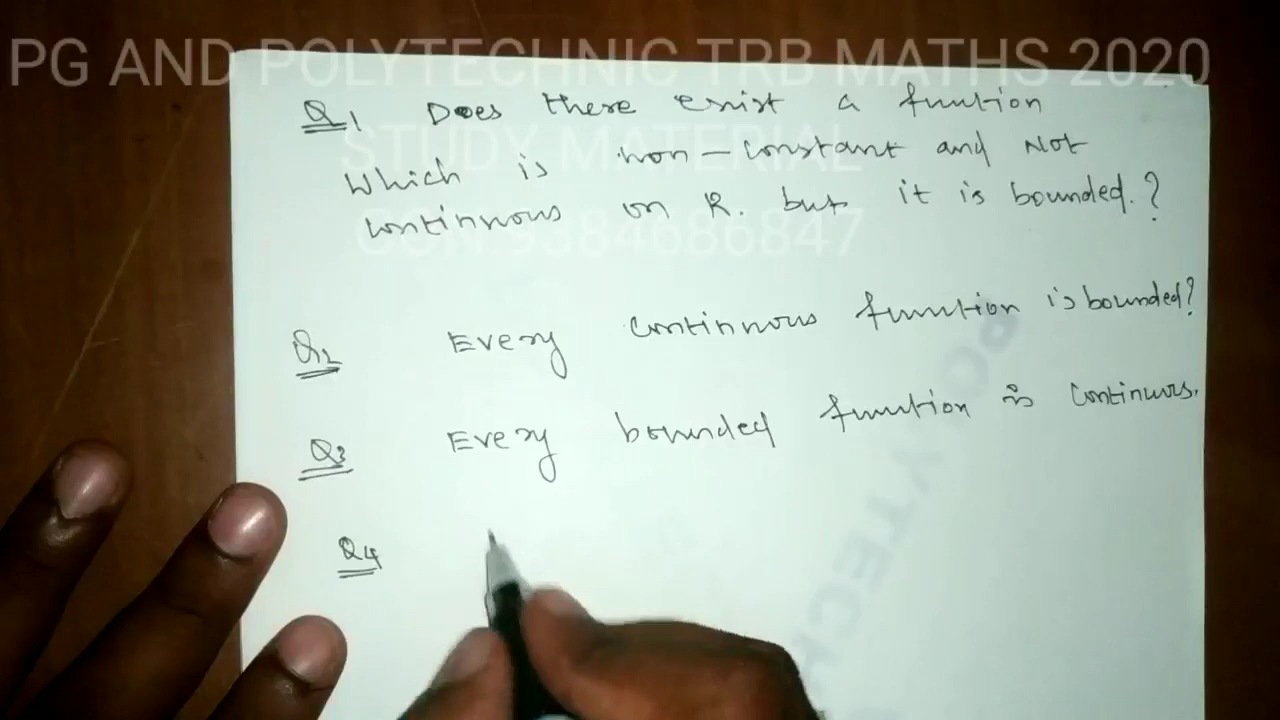 PG AND POLYTECHNIC TRB MATHS 2020
Q1 Does there exist a function
STUDY MATERIAL
Which is non-constant and Not
continuous on R. but it is bounded.?
CON 9384686847
Q2 Every continuous function is bounded?
Q3 Every bounded function is continuous.
Q4